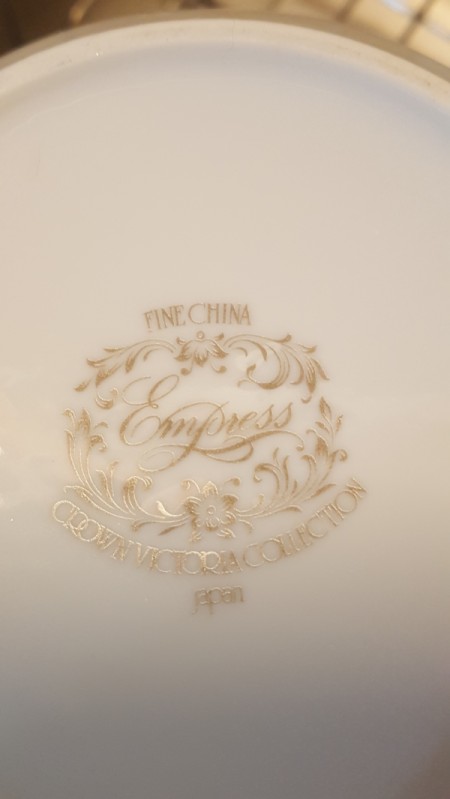 FINE CHINA
Empress
CROWN VICTORIA COLLECTION
japan